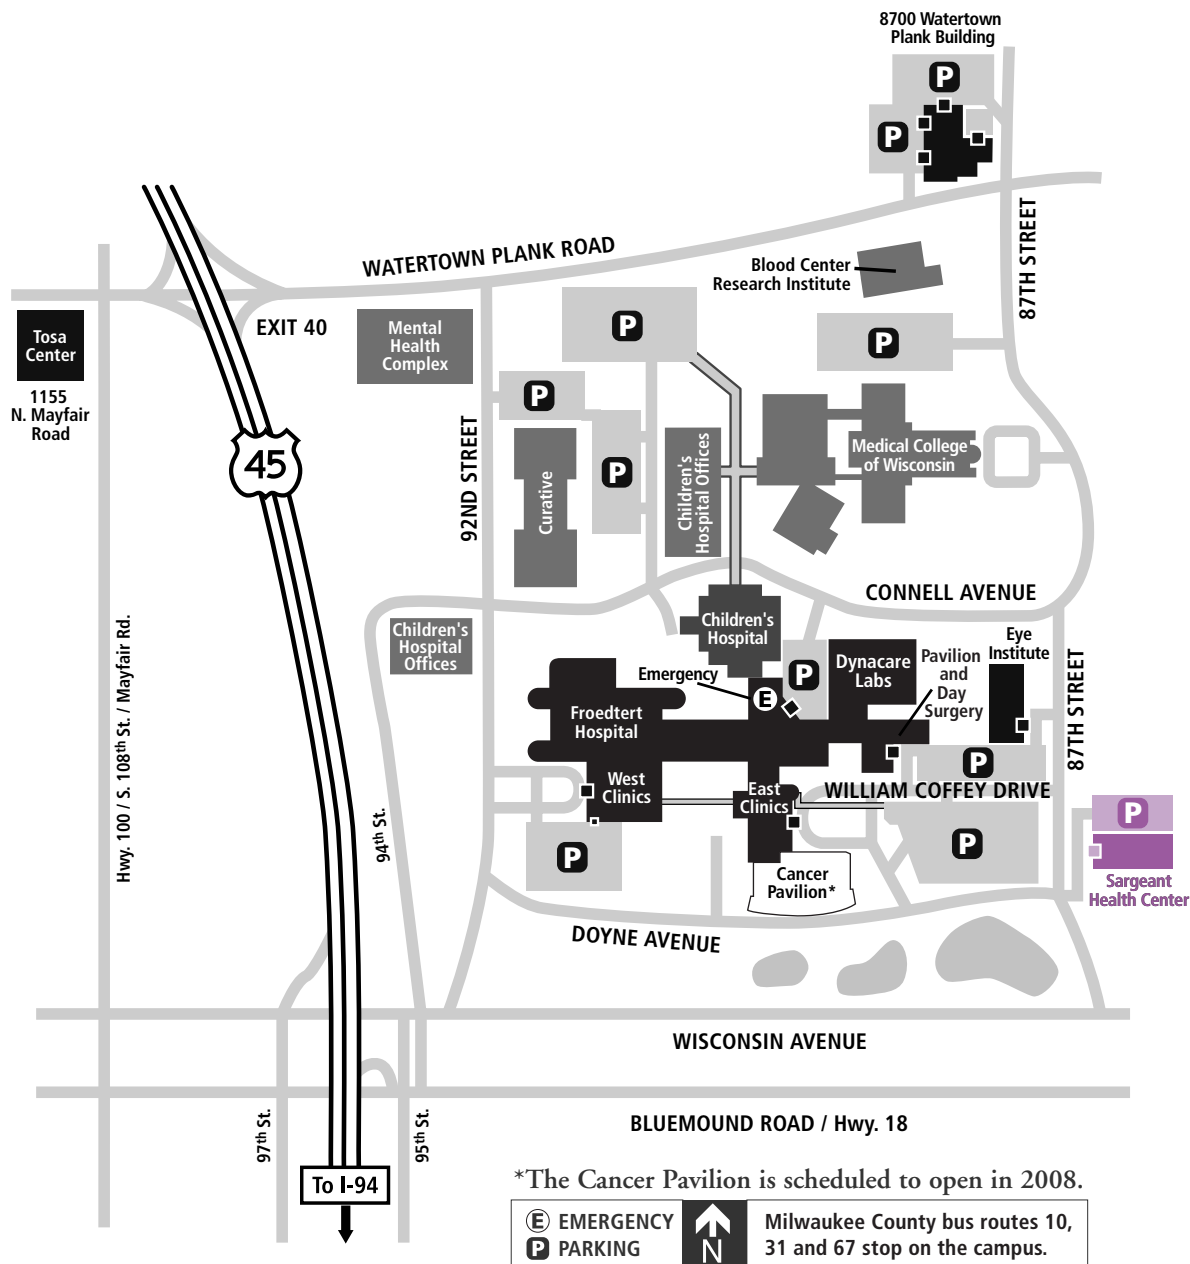 8700 Watertown
Plank Building
P
P
WATERTOWN PLANK ROAD
87TH STREET
Blood Center
Research Institute
EXIT 40
Tosa
Center
1155
N. Mayfair
Road
Mental
Health
Complex
P
P
P
P
45
92ND STREET
Curative
Children's
Hospital Offices
Medical College
of Wisconsin
CONNELL AVENUE
Children's
Hospital
Children's
Hospital
Offices
Eye
Institute
Emergency
E
P
Dynacare
Labs
Pavilion
and
Day
Surgery
87TH STREET
Froedtert
Hospital
P
West
Clinics
East
Clinics
WILLIAM COFFEY DRIVE
Hwy. 100 / S. 108th St. / Mayfair Rd.
94th St.
P
P
P
Cancer
Pavilion*
Sargeant
Health Center
DOYNE AVENUE
WISCONSIN AVENUE
BLUEMOUND ROAD / Hwy. 18
97th St.
95th St.
To I-94
*The Cancer Pavilion is scheduled to open in 2008.
E EMERGENCY
P PARKING
N
Milwaukee County bus routes 10,
31 and 67 stop on the campus.